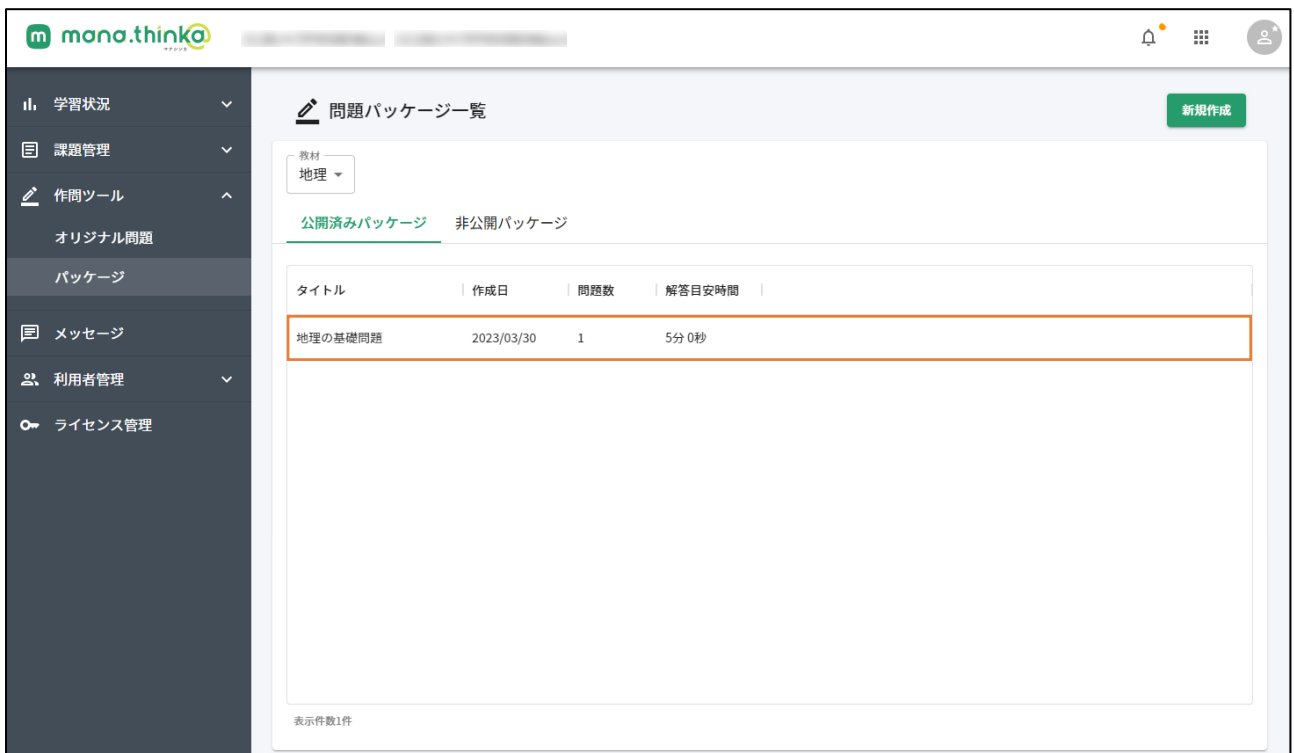 m mana.thinka
マナシンカ
学習状況
課題管理
作問ツール
オリジナル問題
パッケージ
メッセージ
利用者管理
ライセンス管理
問題パッケージ一覧
新規作成
教材
地理
公開済みパッケージ 非公開パッケージ
タイトル 作成日 問題数 解答目安時間
地理の基礎問題 2023/03/30 1 5分 0秒
表示件数1件